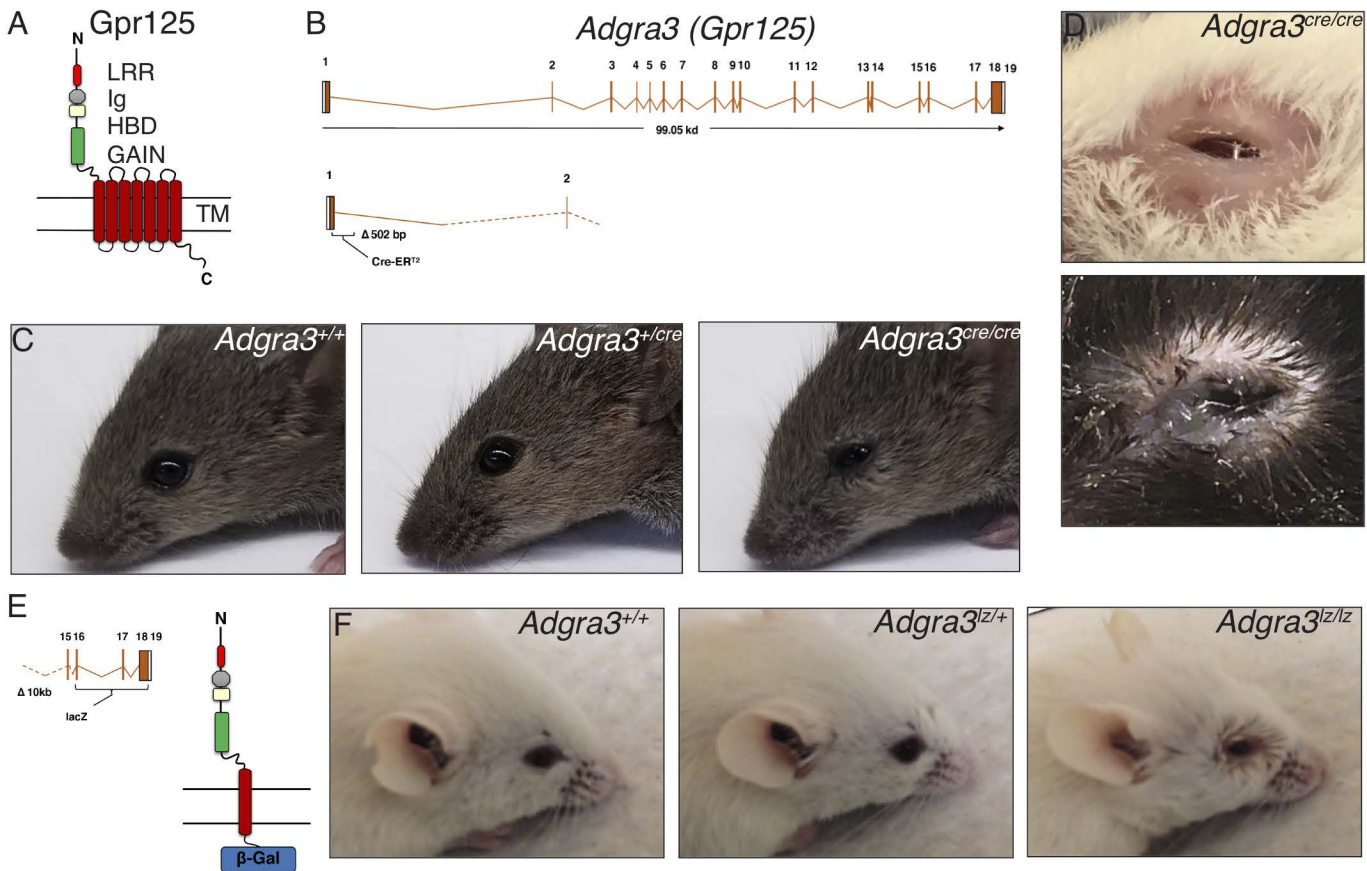 A
Gpr125
N
LRR
Ig
HBD
GAIN
TM
C
B
Adgra3 (Gpr125)
1 2 3 4 5 6 7 8 9 10 11 12 13 14 15 16 17 18 19
99.05 kd
1 2
Δ 502 bp
Cre-ERT2
C
Adgra3+/+
Adgra3+/cre
Adgra3cre/cre
D
Adgra3cre/cre
E
15 16 17 18 19
Δ 10kb
lacZ
N
β-Gal
F
Adgra3+/+
Adgra3lz/+
Adgra3lz/lz